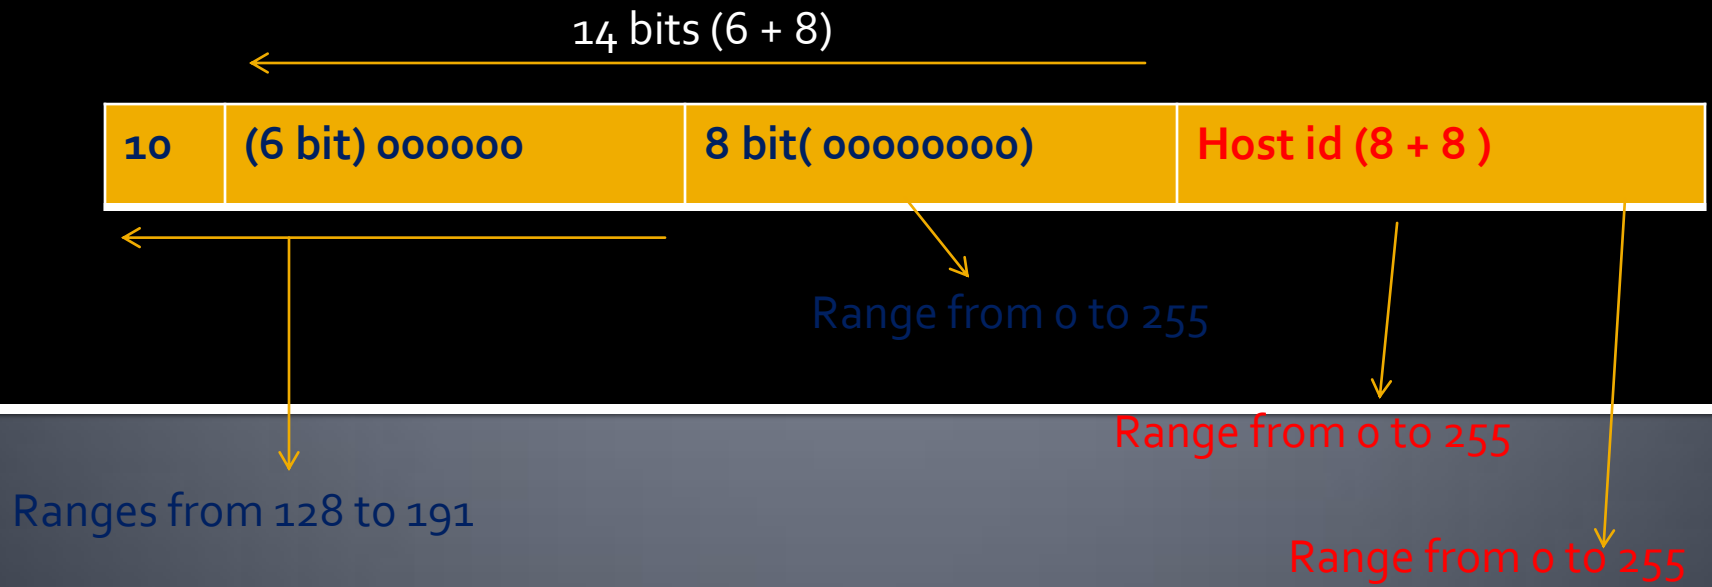 14 bits (6 + 8)
10
(6 bit) 000000
8 bit( 00000000)
Host id (8 + 8 )
Range from 0 to 255
Range from 0 to 255
Ranges from 128 to 191
Range from 0 to 255